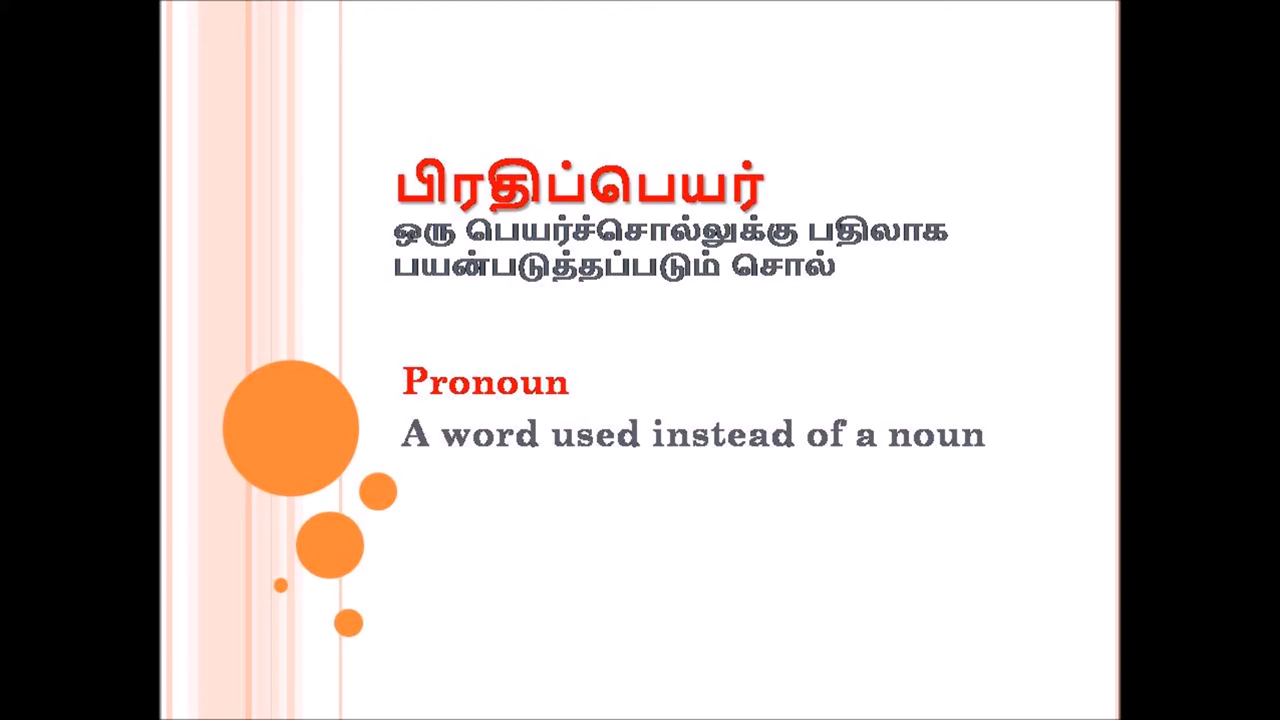 பிரதிப்பெயர்
ஒரு பெயர்ச்சொல்லுக்கு பதிலாக
பயன்படுத்தப்படும் சொல்
Pronoun
A word used instead of a noun